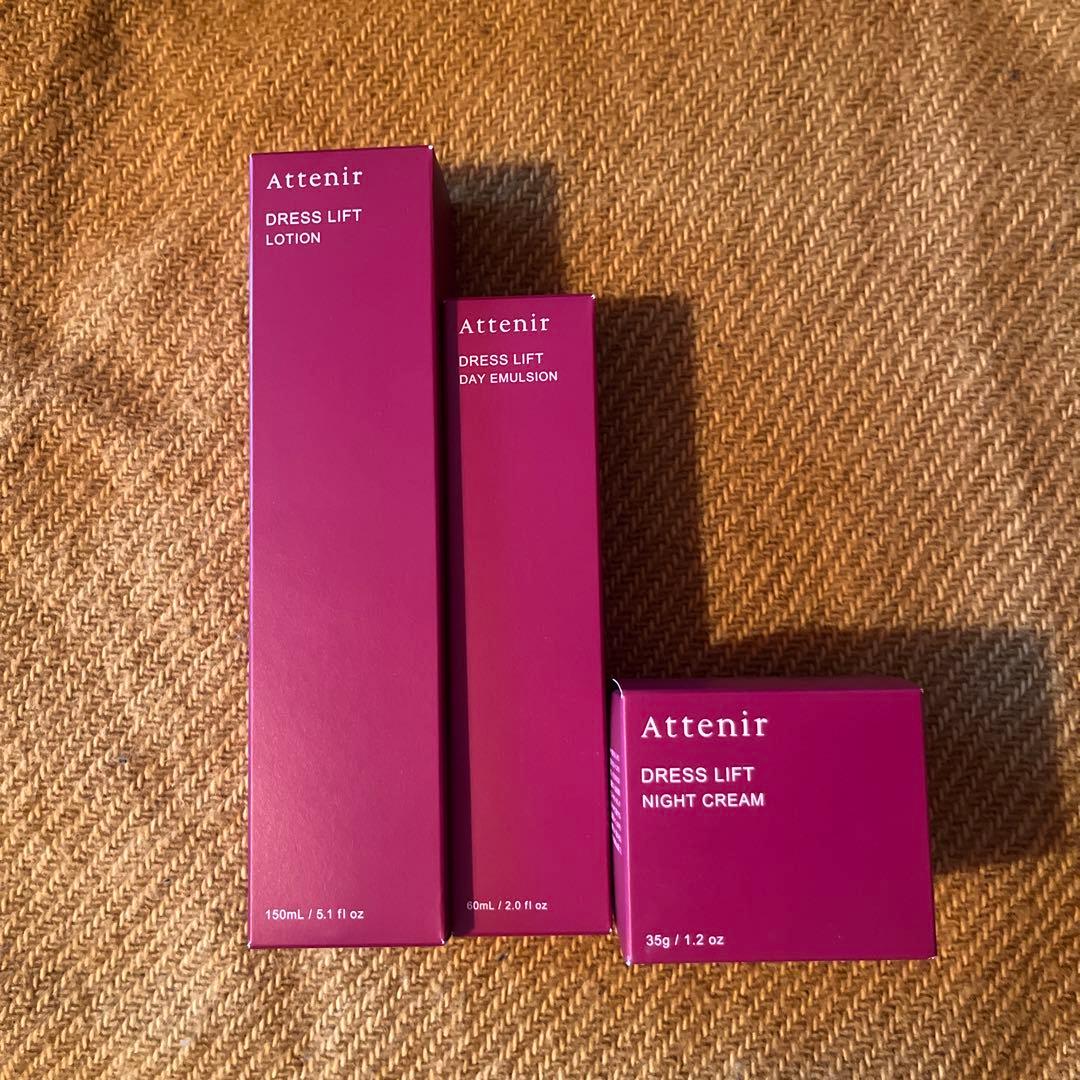 Attenir
DRESS LIFT
LOTION
150mL / 5.1 fl oz
Attenir
DRESS LIFT
DAY EMULSION
60mL / 2.0 fl oz
Attenir
DRESS LIFT
NIGHT CREAM
35g / 1.2 oz